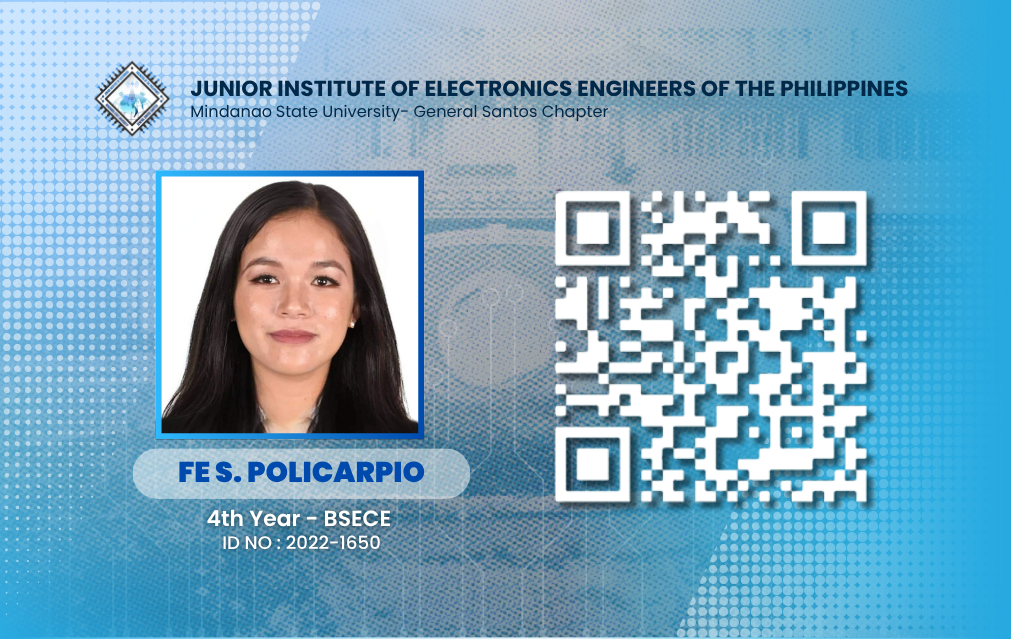 JUNIOR INSTITUTE OF ELECTRONICS ENGINEERS OF THE PHILIPPINES
Mindanao State University- General Santos Chapter
FE S. POLICARPIO
4th Year - BSECE
ID NO : 2022-1650